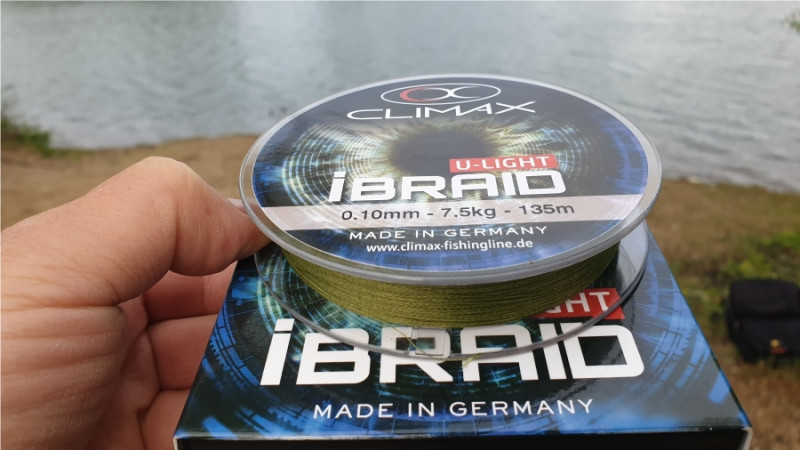 CLIMAX
U-LIGHT
iBRAID
0.10mm - 7.5kg - 135m
MADE IN GERMANY
www.climax-fishingline.de
GHT
iBRAID
MADE IN GERMANY